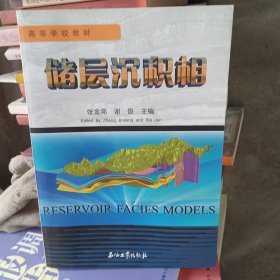 高等学校教材
储层沉积相
张金亮 谢 俊 主编
Edited by Zhang Jinliang and Xie Jun
RESERVOIR FACIES MODELS
石油工业出版社